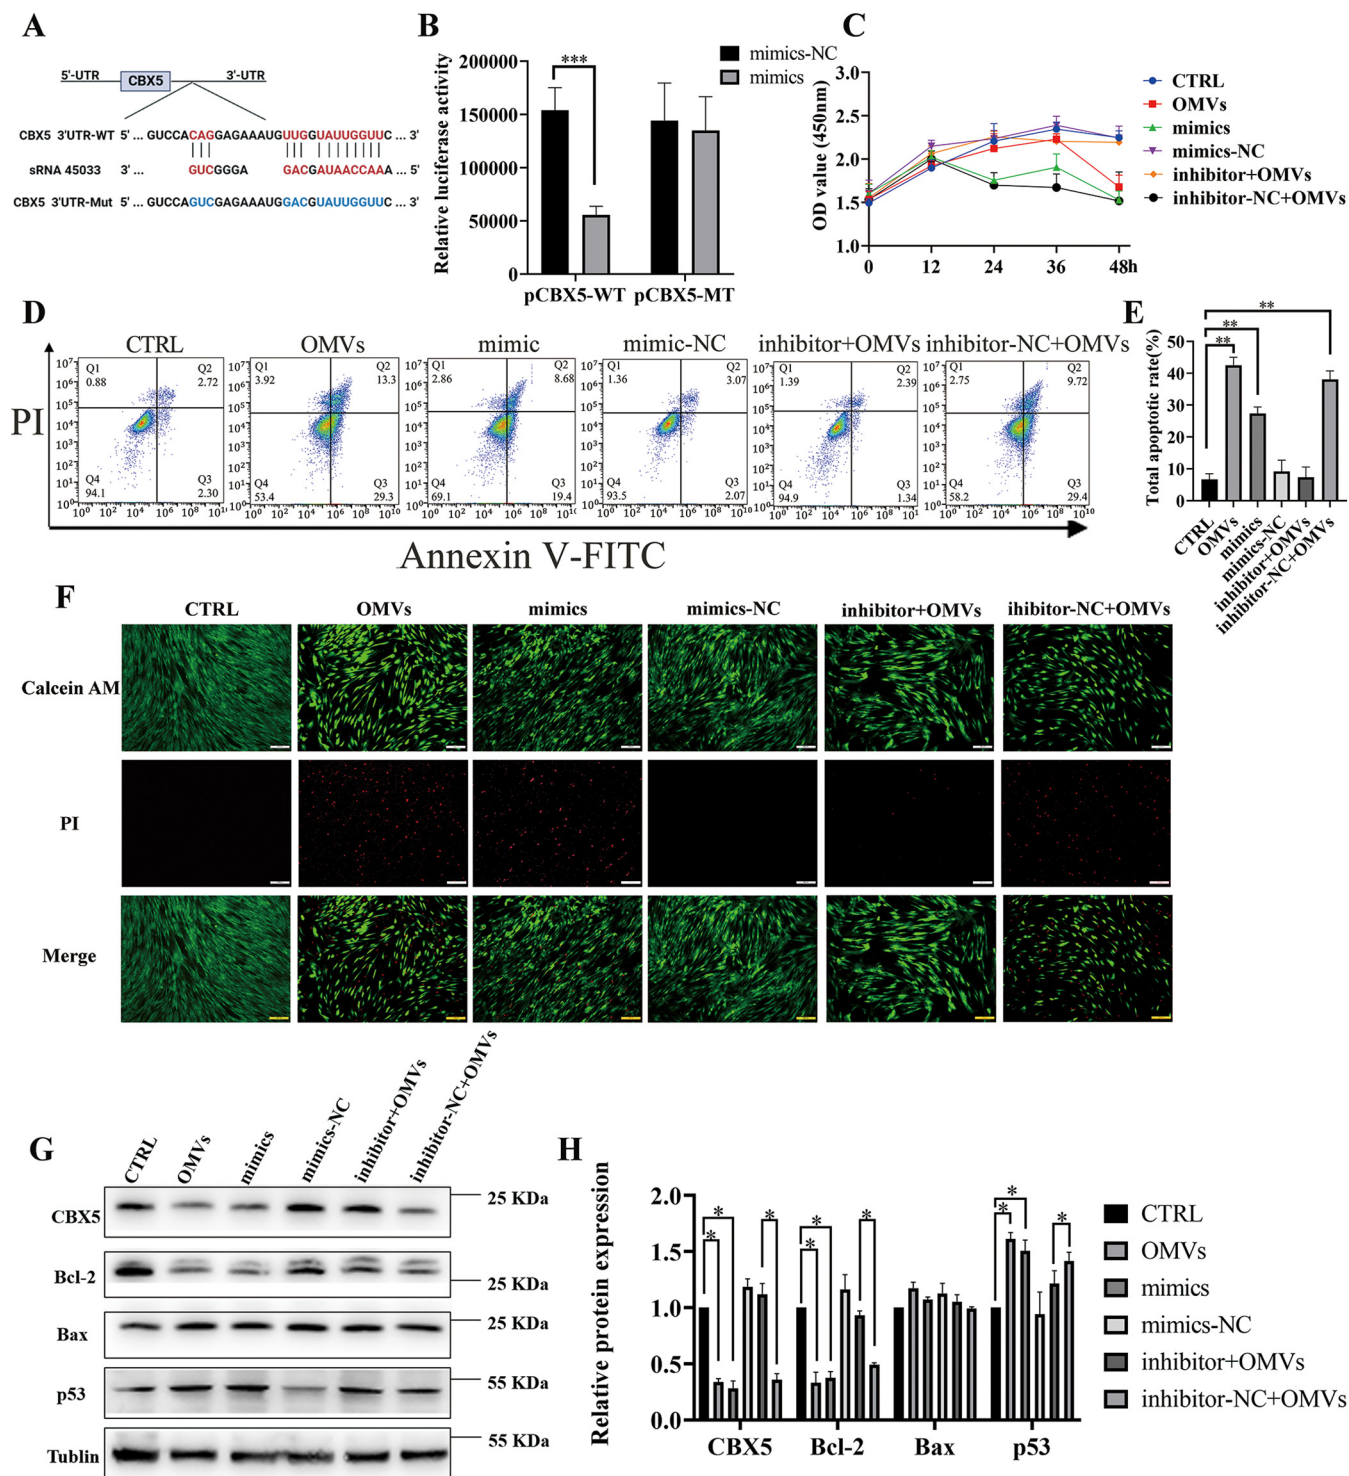 A
5'-UTR CBX5 3'-UTR
CBX5 3'UTR-WT 5' ... GUCCACAGGAGAAAUGUUGGUAUUGGUUC ... 3'
sRNA 45033 3' ... GUCGGGA GACGAUAACCAAA ... 5'
CBX5 3'UTR-Mut 5' ... GUCCAGUCGAGAAAUGGACGUAUUGGUUC ... 3'
B
Relative luciferase activity
200000
150000
100000
50000
0
***
mimics-NC
mimics
pCBX5-WT pCBX5-MT
C
OD value (450nm)
3.0
2.5
2.0
1.5
1.0
0 12 24 36 48h
CTRL
OMVs
mimics
mimics-NC
inhibitor+OMVs
inhibitor-NC+OMVs
D
CTRL OMVs mimic mimic-NC inhibitor+OMVs inhibitor-NC+OMVs
PI
Q1 0.88 Q2 2.72 Q4 94.1 Q3 2.30
Q1 3.92 Q2 13.3 Q4 53.4 Q3 29.3
Q1 2.86 Q2 8.68 Q4 69.1 Q3 19.4
Q1 1.36 Q2 3.07 Q4 93.5 Q3 2.07
Q1 1.39 Q2 2.39 Q4 94.9 Q3 1.34
Q1 2.75 Q2 9.72 Q4 58.2 Q3 29.4
Annexin V-FITC
E
Total apoptotic rate(%)
50
40
30
20
10
0
**
**
**
CTRL
OMVs
mimics
mimics-NC
inhibitor+OMVs
inhibitor-NC+OMVs
F
CTRL OMVs mimics mimics-NC inhibitor+OMVs ihibitor-NC+OMVs
Calcein AM
PI
Merge
G
CTRL OMVs mimics mimics-NC inhibitor+OMVs inhibitor-NC+OMVs
CBX5 25 KDa
Bcl-2 25 KDa
Bax 25 KDa
p53 55 KDa
Tublin 55 KDa
H
Relative protein expression
2.0
1.5
1.0
0.5
0.0
* * * * * * * * *
CBX5 Bcl-2 Bax p53
CTRL
OMVs
mimics
mimics-NC
inhibitor+OMVs
inhibitor-NC+OMVs